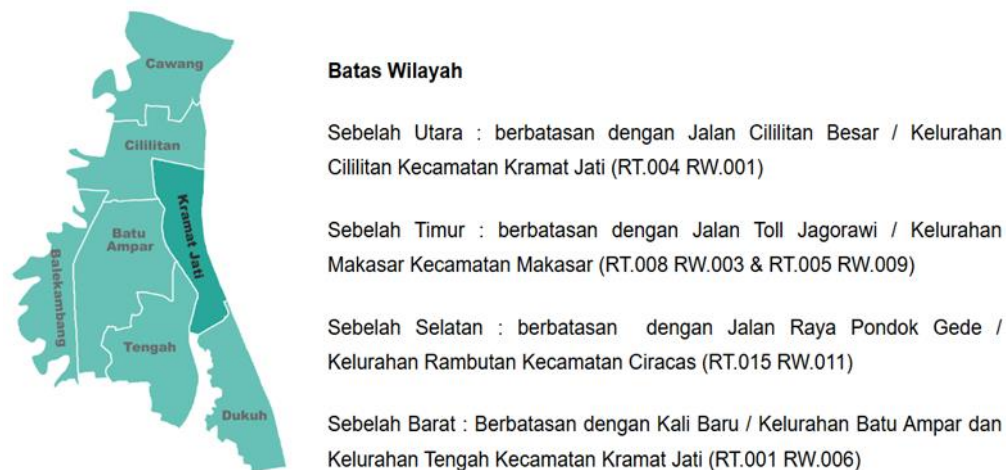 Cawang
Cililitan
Kramat Jati
Batu
Ampar
Balekambang
Tengah
Dukuh
Batas Wilayah
Sebelah Utara : berbatasan dengan Jalan Cililitan Besar / Kelurahan
Cililitan Kecamatan Kramat Jati (RT.004 RW.001)
Sebelah Timur : berbatasan dengan Jalan Toll Jagorawi / Kelurahan
Makasar Kecamatan Makasar (RT.008 RW.003 & RT.005 RW.009)
Sebelah Selatan : berbatasan dengan Jalan Raya Pondok Gede /
Kelurahan Rambutan Kecamatan Ciracas (RT.015 RW.011)
Sebelah Barat : Berbatasan dengan Kali Baru / Kelurahan Batu Ampar dan
Kelurahan Tengah Kecamatan Kramat Jati (RT.001 RW.006)